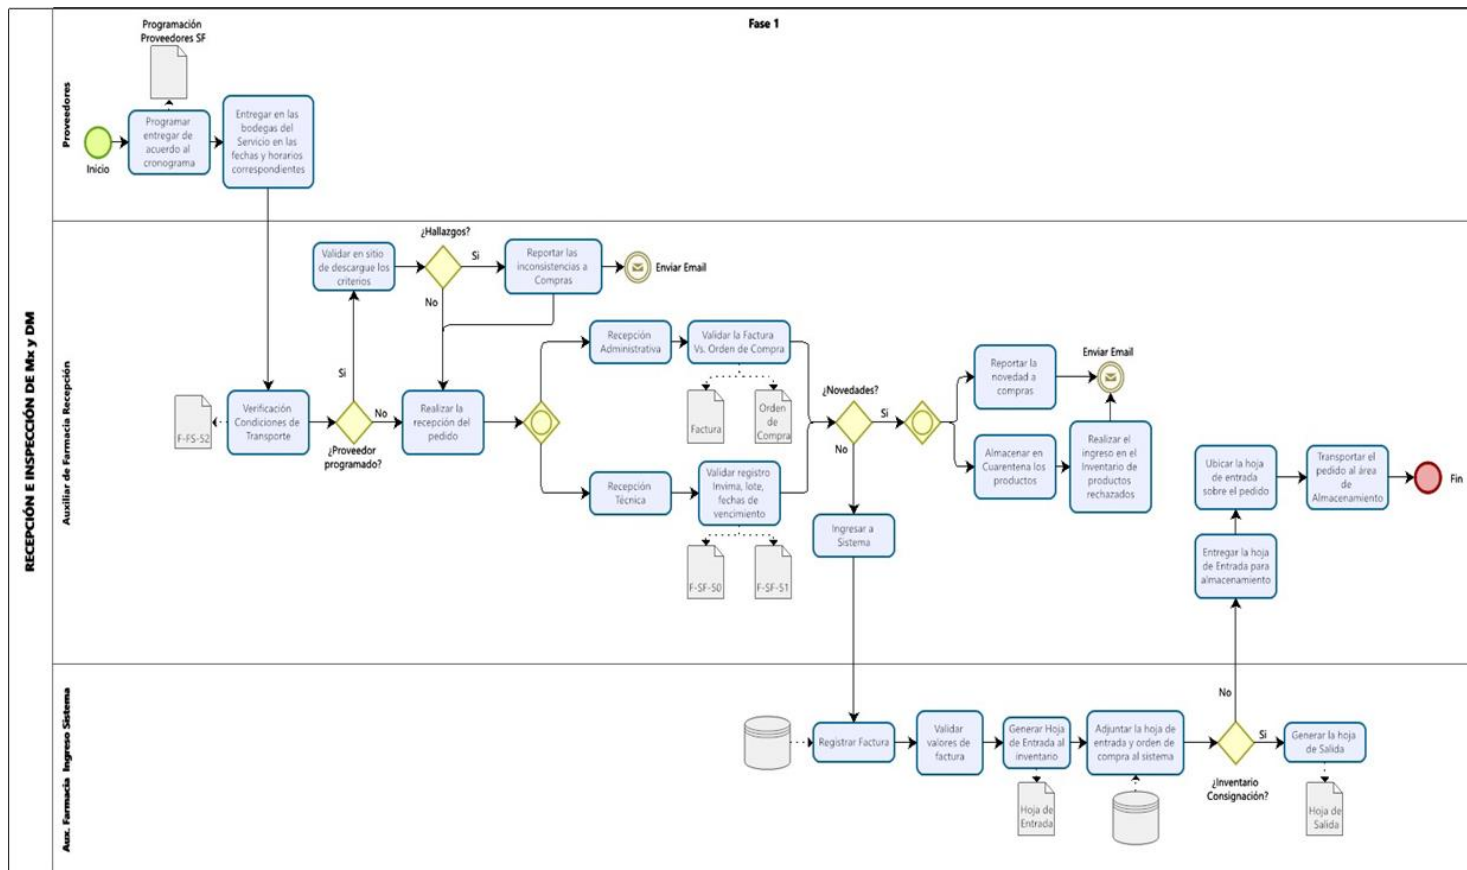 Fase 1
RECEPCIÓN E INSPECCIÓN DE Mx y DM
Proveedores
Programación
Proveedores SF
Inicio
Programar
entregar de
acuerdo al
cronograma
Entregar en las
bodegas del
Servicio en las
fechas y horarios
correspondientes
Auxiliar de Farmacia Recepción
F-FS-52
Verificación
Condiciones de
Transporte
¿Proveedor
programado?
Si
No
Validar en sitio
de descargue los
criterios
¿Hallazgos?
Si
No
Reportar las
inconsistencias a
Compras
Enviar Email
Realizar la
recepción del
pedido
Recepción
Administrativa
Validar la Factura
Vs. Orden de Compra
Factura
Orden
de
Compra
Recepción
Técnica
Validar registro
Invima, lote,
fechas de
vencimiento
F-SF-50
F-SF-51
¿Novedades?
Si
No
Reportar la
novedad a
compras
Enviar Email
Almacenar en
Cuarentena los
productos
Realizar el
ingreso en el
Inventario de
productos
rechazados
Ingresar a
Sistema
Ubicar la hoja
de entrada
sobre el pedido
Transportar el
pedido al área de
Almacenamiento
Fin
Entregar la hoja
de Entrada para
almacenamiento
Aux. Farmacia Ingreso Sistema
Registrar Factura
Validar
valores de
factura
Generar Hoja
de Entrada al
inventario
Hoja de
Entrada
Adjuntar la hoja de
entrada y orden de
compra al sistema
¿Inventario
Consignación?
No
Si
Generar la hoja
de Salida
Hoja de
Salida